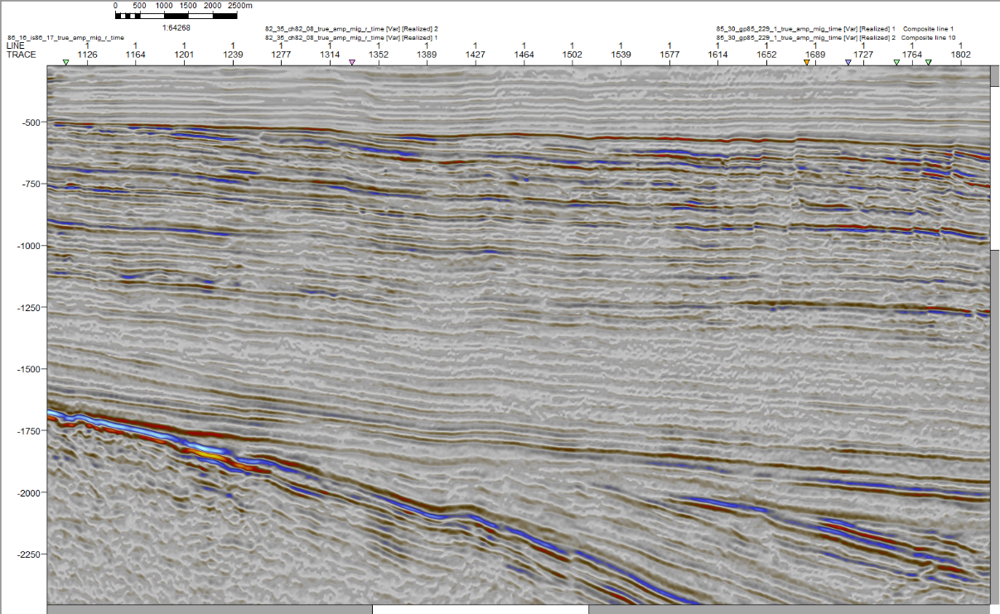 0 500 1000 1500 2000 2500m
1:64268
82_35_ch82_08_true_amp_mig_r_time [Var] [Realized] 2
85_30_gp85_229_1_true_amp_mig_time [Var] [Realized] 1 Composite line 1
86_16_is86_17_true_amp_mig_r_time
82_35_ch82_08_true_amp_mig_r_time [Var] [Realized] 1
85_30_gp85_229_1_true_amp_mig_time [Var] [Realized] 2 Composite line 10
LINE 1 1 1 1 1 1 1 1 1 1 1 1 1 1 1 1 1 1 1
TRACE 1126 1164 1201 1239 1277 1314 1352 1389 1427 1464 1502 1539 1577 1614 1652 1689 1727 1764 1802
-500
-750
-1000
-1250
-1500
-1750
-2000
-2250